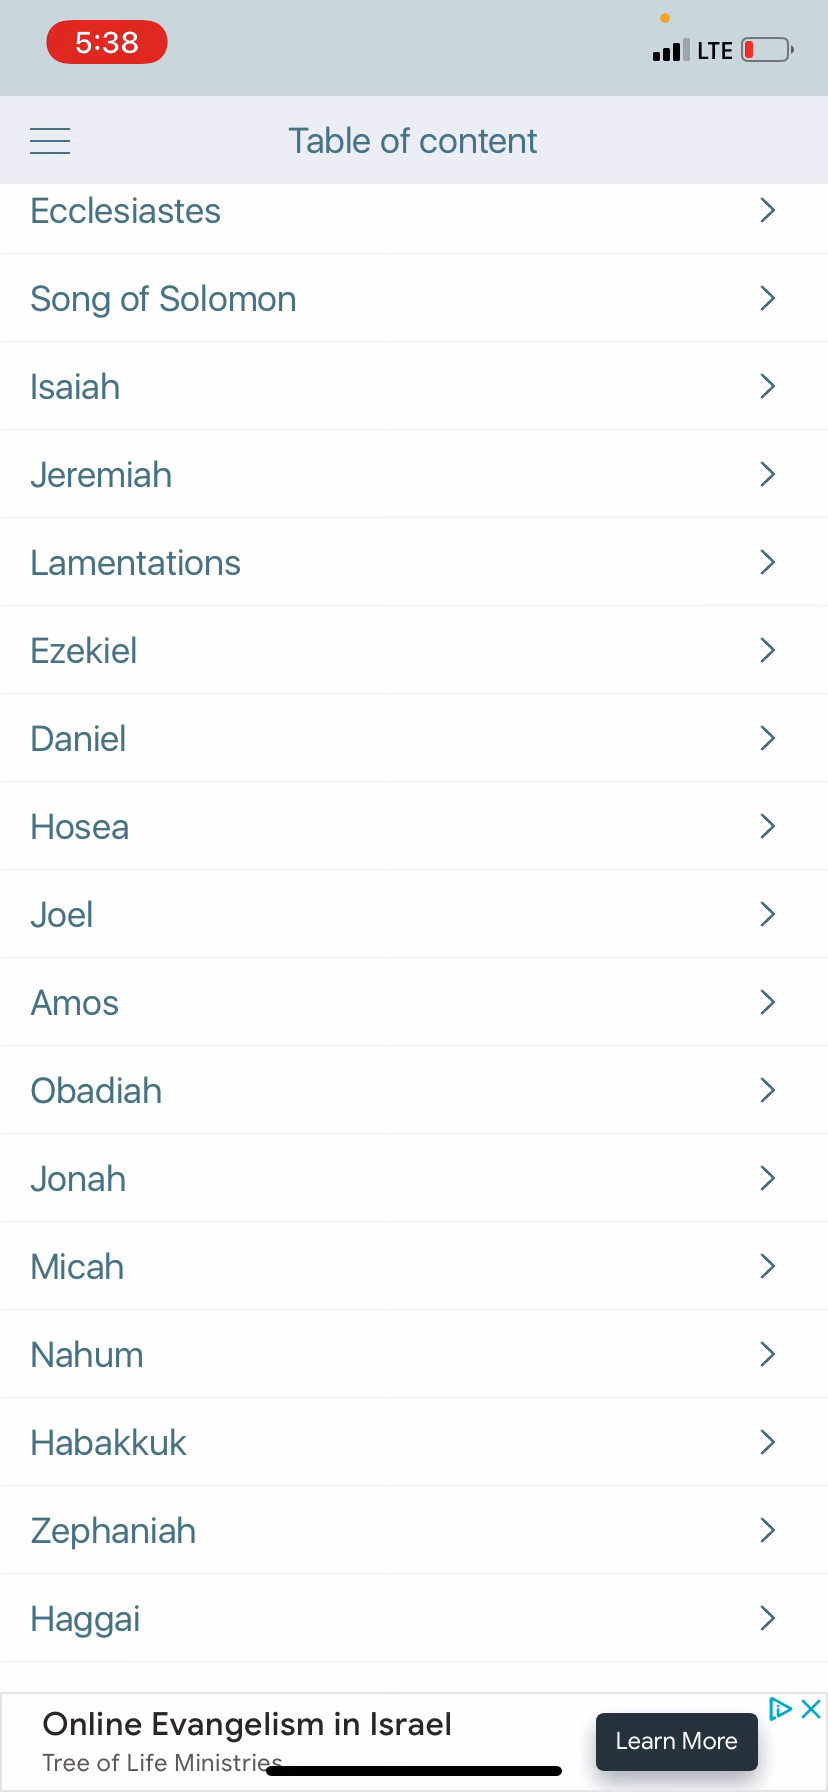 5:38
LTE
Table of content
Ecclesiastes
Song of Solomon
Isaiah
Jeremiah
Lamentations
Ezekiel
Daniel
Hosea
Joel
Amos
Obadiah
Jonah
Micah
Nahum
Habakkuk
Zephaniah
Haggai
Online Evangelism in Israel
Tree of Life Ministries
Learn More